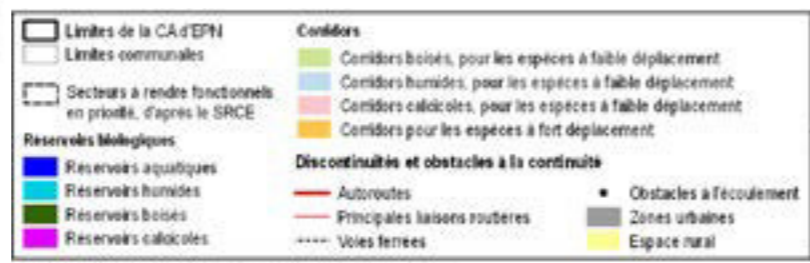 Limites de la CA d'EPN
Limites communales
Secteurs à rendre fonctionnels
en priorité, d'après le SRCE
Réservoirs biologiques
Réservoirs aquatiques
Réservoirs humides
Réservoirs boisés
Réservoirs calcicoles
Corridors
Corridors boisés, pour les espèces à faible déplacement
Corridors humides, pour les espèces à faible déplacement
Corridors calcicoles, pour les espèces à faible déplacement
Corridors pour les espèces à fort déplacement
Discontinuités et obstacles à la continuité
Autoroutes
Principales liaisons routières
Voies ferrées
Obstacles à l'écoulement
Zones urbaines
Espace rural